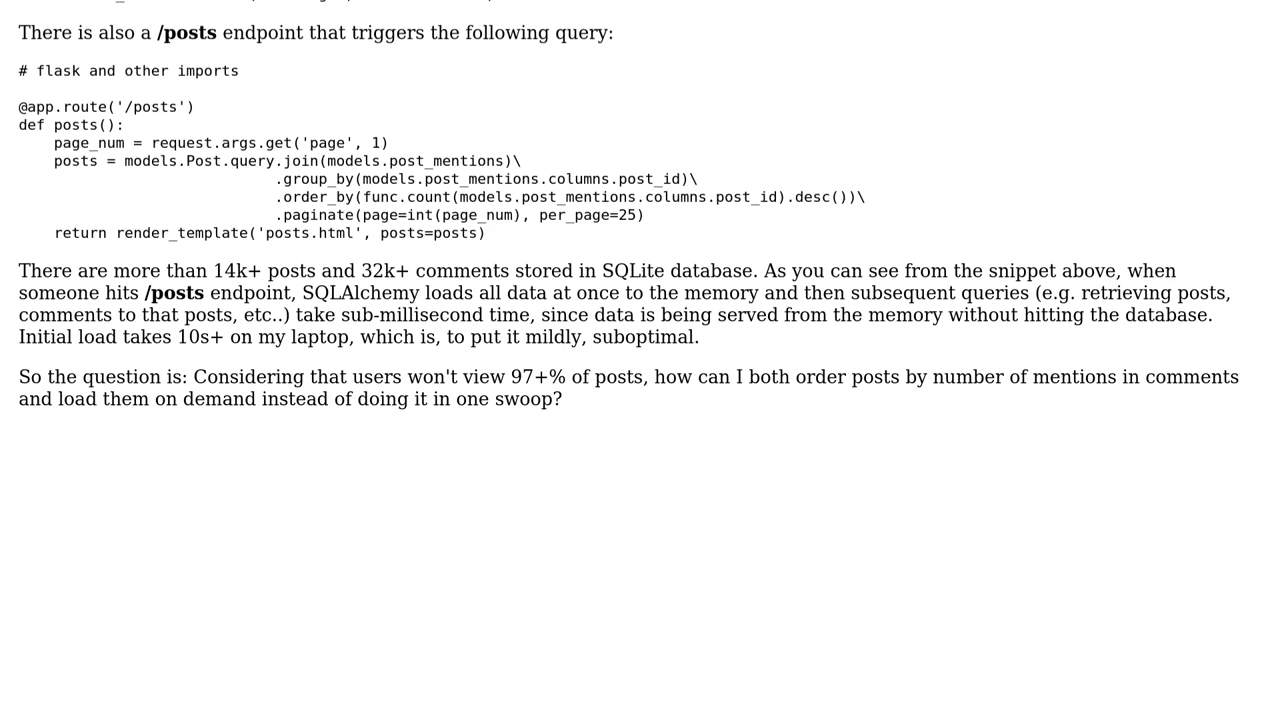 There is also a /posts endpoint that triggers the following query:
# flask and other imports
@app.route('/posts')
def posts():
    page_num = request.args.get('page', 1)
    posts = models.Post.query.join(models.post_mentions)\
                             .group_by(models.post_mentions.columns.post_id)\
                             .order_by(func.count(models.post_mentions.columns.post_id).desc())\
                             .paginate(page=int(page_num), per_page=25)
    return render_template('posts.html', posts=posts)
There are more than 14k+ posts and 32k+ comments stored in SQLite database. As you can see from the snippet above, when
someone hits /posts endpoint, SQLAlchemy loads all data at once to the memory and then subsequent queries (e.g. retrieving posts,
comments to that posts, etc..) take sub-millisecond time, since data is being served from the memory without hitting the database.
Initial load takes 10s+ on my laptop, which is, to put it mildly, suboptimal.
So the question is: Considering that users won't view 97+% of posts, how can I both order posts by number of mentions in comments
and load them on demand instead of doing it in one swoop?